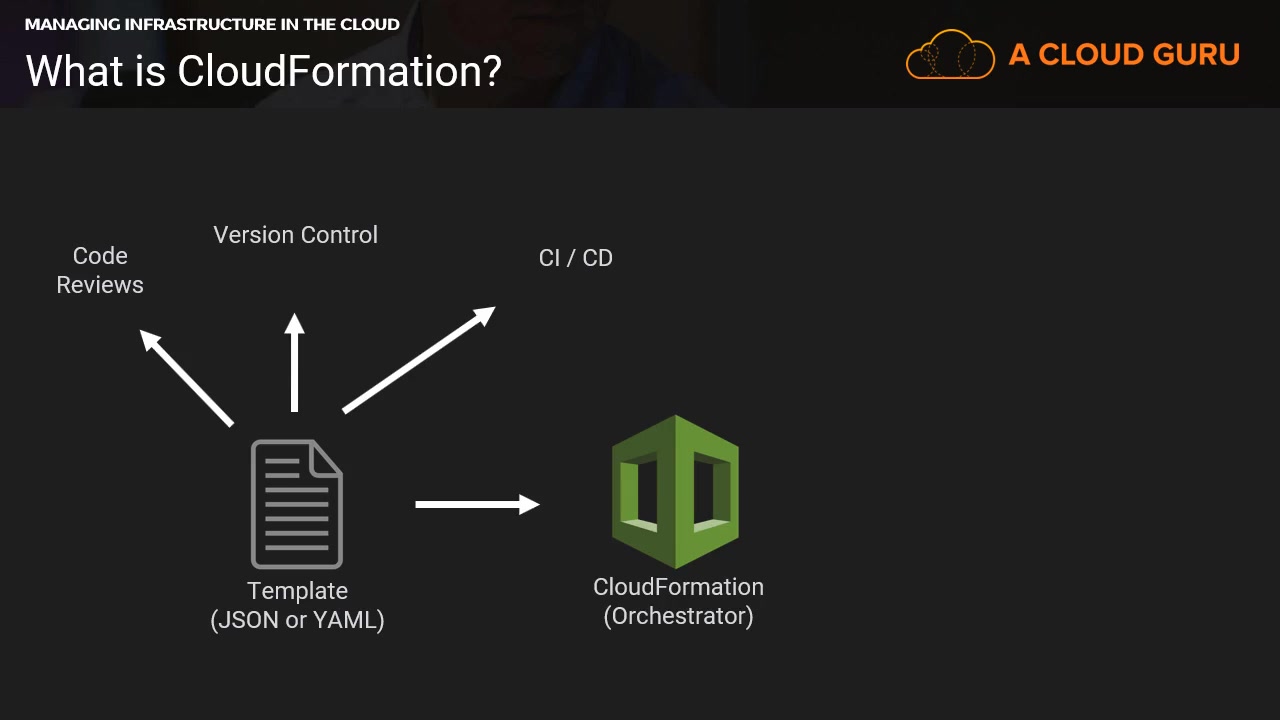 MANAGING INFRASTRUCTURE IN THE CLOUD
What is CloudFormation?
A CLOUD GURU
Version Control
Code
Reviews
CI / CD
Template
(JSON or YAML)
CloudFormation
(Orchestrator)